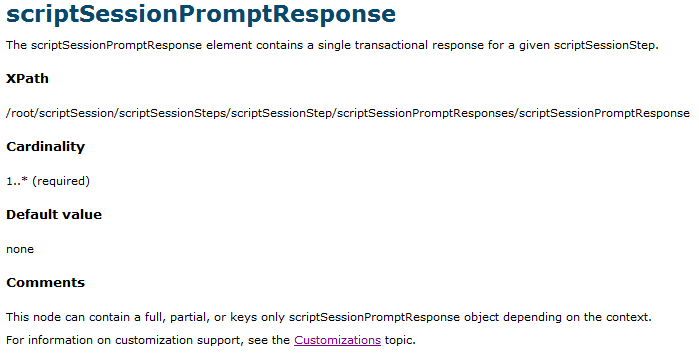 scriptSessionPromptResponse
The scriptSessionPromptResponse element contains a single transactional response for a given scriptSessionStep.
XPath
/root/scriptSession/scriptSessionSteps/scriptSessionStep/scriptSessionPromptResponses/scriptSessionPromptResponse
Cardinality
1..* (required)
Default value
none
Comments
This node can contain a full, partial, or keys only scriptSessionPromptResponse object depending on the context.
For information on customization support, see the Customizations topic.